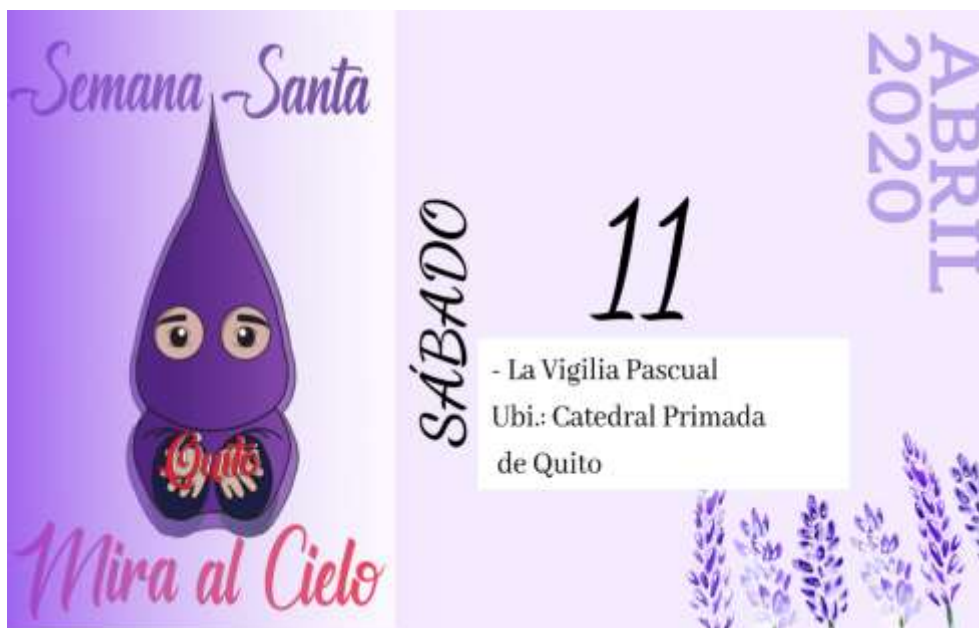 Semana Santa
Quito
Mira al Cielo
SÁBADO
11
- La Vigilia Pascual
Ubi.: Catedral Primada
de Quito
ABRIL
2020